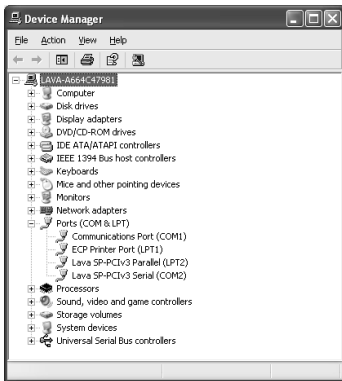 Device Manager
File Action View Help
LAVA-A664C47981
Computer
Disk drives
Display adapters
DVD/CD-ROM drives
IDE ATA/ATAPI controllers
IEEE 1394 Bus host controllers
Keyboards
Mice and other pointing devices
Monitors
Network adapters
Ports (COM & LPT)
Communications Port (COM1)
ECP Printer Port (LPT1)
Lava SP-PCIv3 Parallel (LPT2)
Lava SP-PCIv3 Serial (COM2)
Processors
Sound, video and game controllers
Storage volumes
System devices
Universal Serial Bus controllers